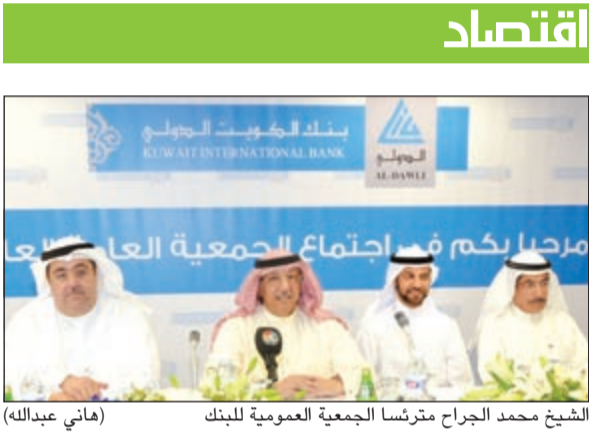 اقتصاد
بنك الكويت الدولي
KUWAIT INTERNATIONAL BANK
الدولي
AL-DAWLI
مرحبا بكم في اجتماع الجمعية
الشيخ محمد الجراح مترئسا الجمعية العمومية للبنك
(هاني عبدالله)